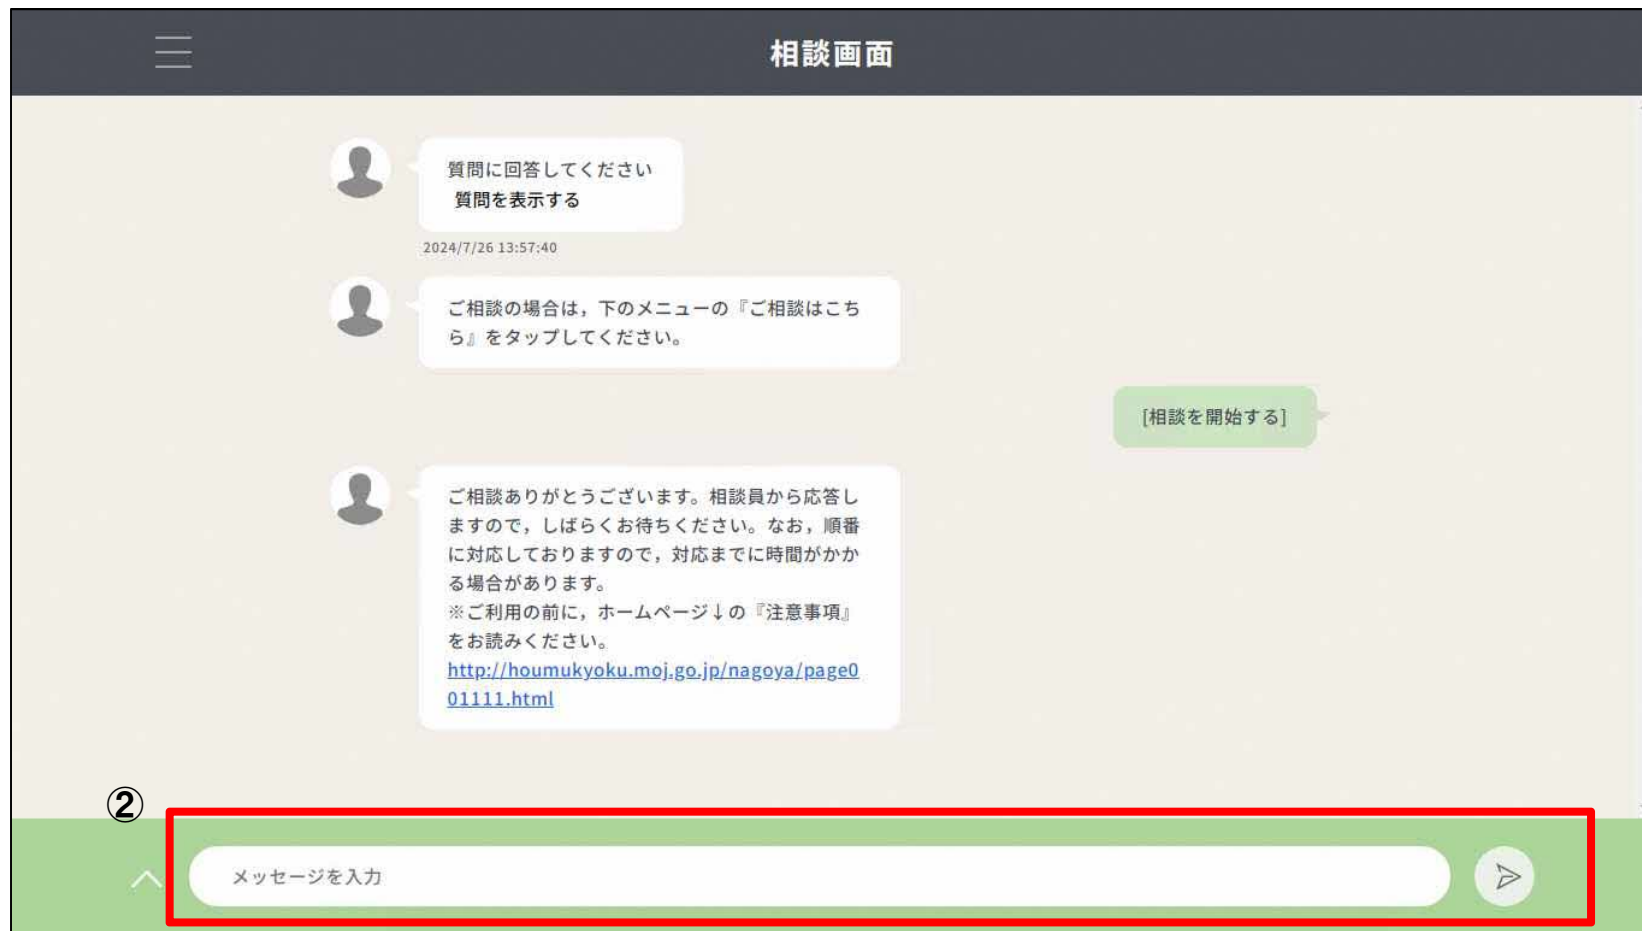 相談画面
質問に回答してください
質問を表示する
2024/7/26 13:57:40
ご相談の場合は，下のメニューの『ご相談はこち
ら』をタップしてください。
[相談を開始する]
ご相談ありがとうございます。相談員から応答し
ますので，しばらくお待ちください。なお，順番
に対応しておりますので，対応までに時間がかか
る場合があります。
※ご利用の前に，ホームページ↓の『注意事項』
をお読みください。
http://houmukyoku.moj.go.jp/nagoya/page0
01111.html
②
メッセージを入力